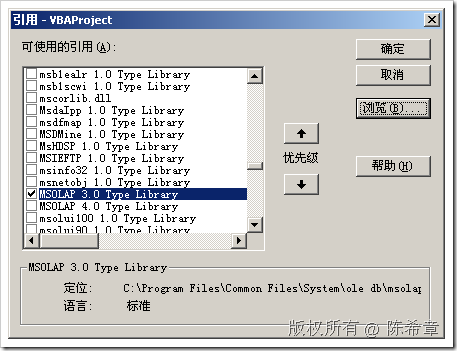 引用 - VBAProject
可使用的引用(A):
确定
取消
浏览(B)...
msblealr 1.0 Type Library
msblscwi 1.0 Type Library
mscorlib.dll
MsdaIpp 1.0 Type Library
msdfmap 1.0 Type Library
MSDMine 1.0 Type Library
MsHDSP 1.0 Type Library
MSIEFTP 1.0 Type Library
msinfo32 1.0 Type Library
msnetobj 1.0 Type Library
MSOLAP 3.0 Type Library
MSOLAP 4.0 Type Library
msolui100 1.0 Type Library
msolui90 1.0 Type Library
优先级
帮助(H)
MSOLAP 3.0 Type Library
定位: C:\Program Files\Common Files\System\ole db\msolap
语言: 标准
版权所有 @ 陈希章